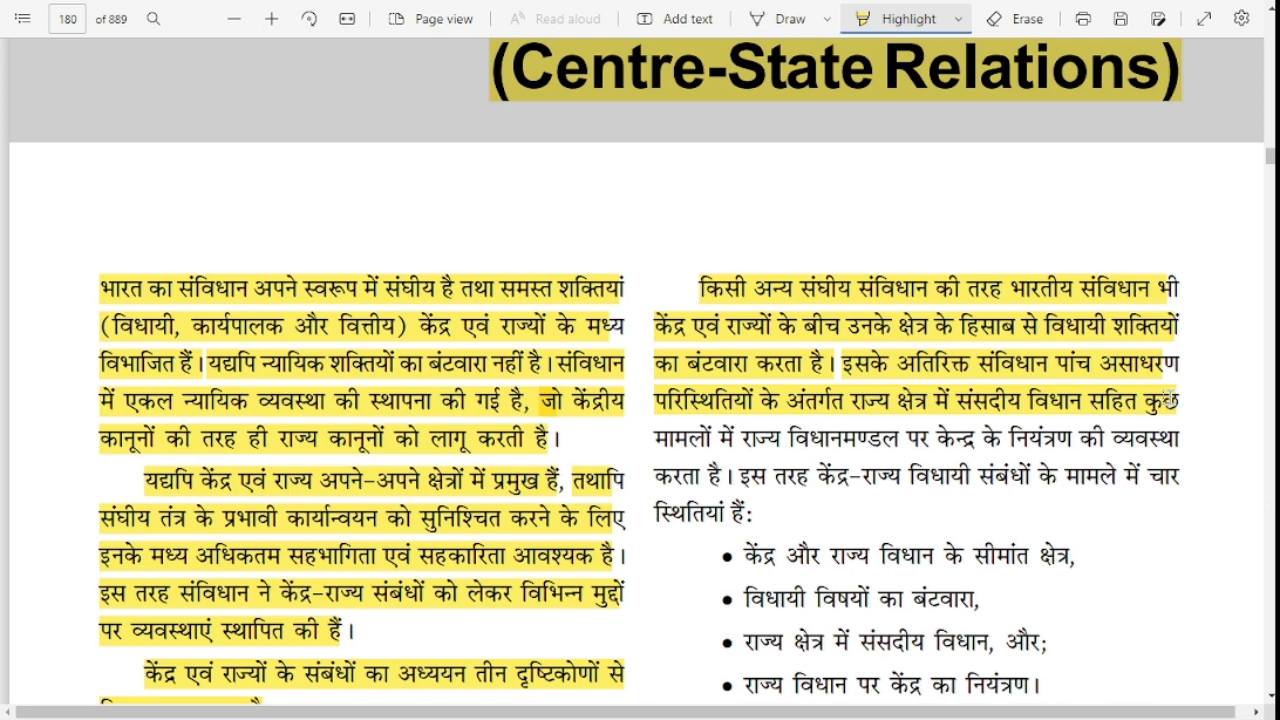 180 of 889 Page view Read aloud Add text Draw Highlight Erase
(Centre-State Relations)
भारत का संविधान अपने स्वरूप में संघीय है तथा समस्त शक्तियां
(विधायी, कार्यपालक और वित्तीय) केंद्र एवं राज्यों के मध्य
विभाजित हैं। यद्यपि न्यायिक शक्तियों का बंटवारा नहीं है। संविधान
में एकल न्यायिक व्यवस्था की स्थापना की गई है, जो केंद्रीय
कानूनों की तरह ही राज्य कानूनों को लागू करती है।
यद्यपि केंद्र एवं राज्य अपने-अपने क्षेत्रों में प्रमुख हैं, तथापि
संघीय तंत्र के प्रभावी कार्यान्वयन को सुनिश्चित करने के लिए
इनके मध्य अधिकतम सहभागिता एवं सहकारिता आवश्यक है।
इस तरह संविधान ने केंद्र-राज्य संबंधों को लेकर विभिन्न मुद्दों
पर व्यवस्थाएं स्थापित की हैं।
केंद्र एवं राज्यों के संबंधों का अध्ययन तीन दृष्टिकोणों से
किसी अन्य संघीय संविधान की तरह भारतीय संविधान भी
केंद्र एवं राज्यों के बीच उनके क्षेत्र के हिसाब से विधायी शक्तियों
का बंटवारा करता है। इसके अतिरिक्त संविधान पांच असाधरण
परिस्थितियों के अंतर्गत राज्य क्षेत्र में संसदीय विधान सहित कुछ
मामलों में राज्य विधानमण्डल पर केन्द्र के नियंत्रण की व्यवस्था
करता है। इस तरह केंद्र-राज्य विधायी संबंधों के मामले में चार
स्थितियां हैं:
• केंद्र और राज्य विधान के सीमांत क्षेत्र,
• विधायी विषयों का बंटवारा,
• राज्य क्षेत्र में संसदीय विधान, और;
• राज्य विधान पर केंद्र का नियंत्रण।